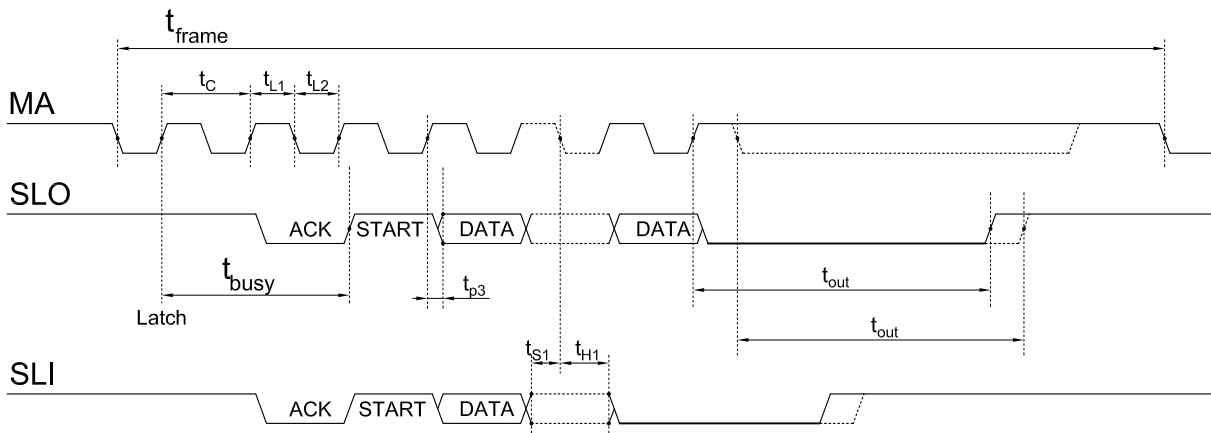 t_frame
t_C t_L1 t_L2
MA
SLO
ACK START DATA DATA
t_busy
t_p3
t_out
Latch
t_out
t_S1 t_H1
SLI
ACK START DATA